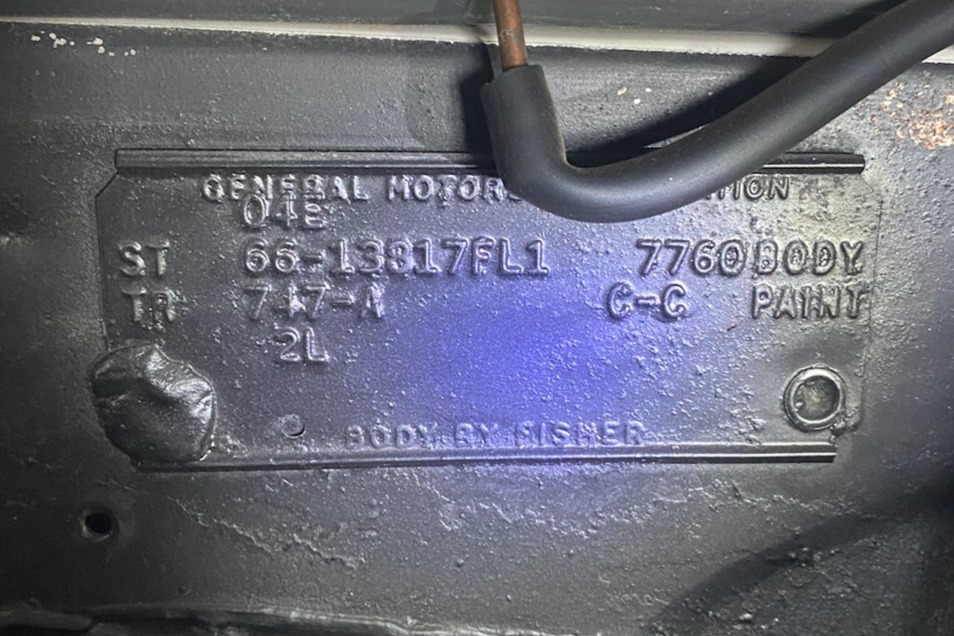 GENERAL MOTORS
04E
ST 66-13817FL1 7760 BODY
TR 747-A C-C PAINT
2L
BODY BY FISHER